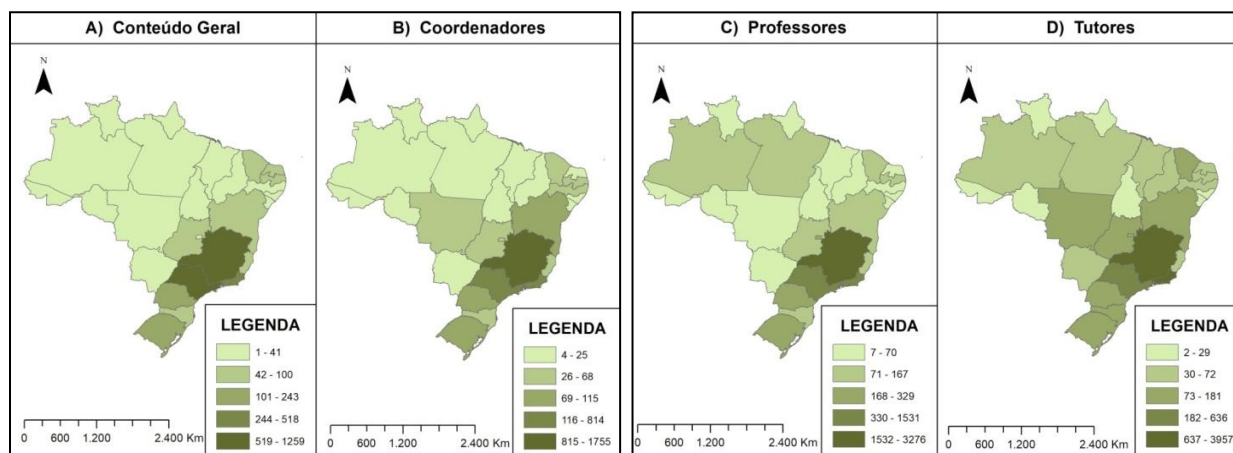 A) Conteúdo Geral
N
LEGENDA
1 - 41
42 - 100
101 - 243
244 - 518
519 - 1259
0 600 1.200 2.400 Km
B) Coordenadores
N
LEGENDA
4 - 25
26 - 68
69 - 115
116 - 814
815 - 1755
0 600 1.200 2.400 Km
C) Professores
N
LEGENDA
7 - 70
71 - 167
168 - 329
330 - 1531
1532 - 3276
0 600 1.200 2.400 Km
D) Tutores
N
LEGENDA
2 - 29
30 - 72
73 - 181
182 - 636
637 - 3957
0 600 1.200 2.400 Km